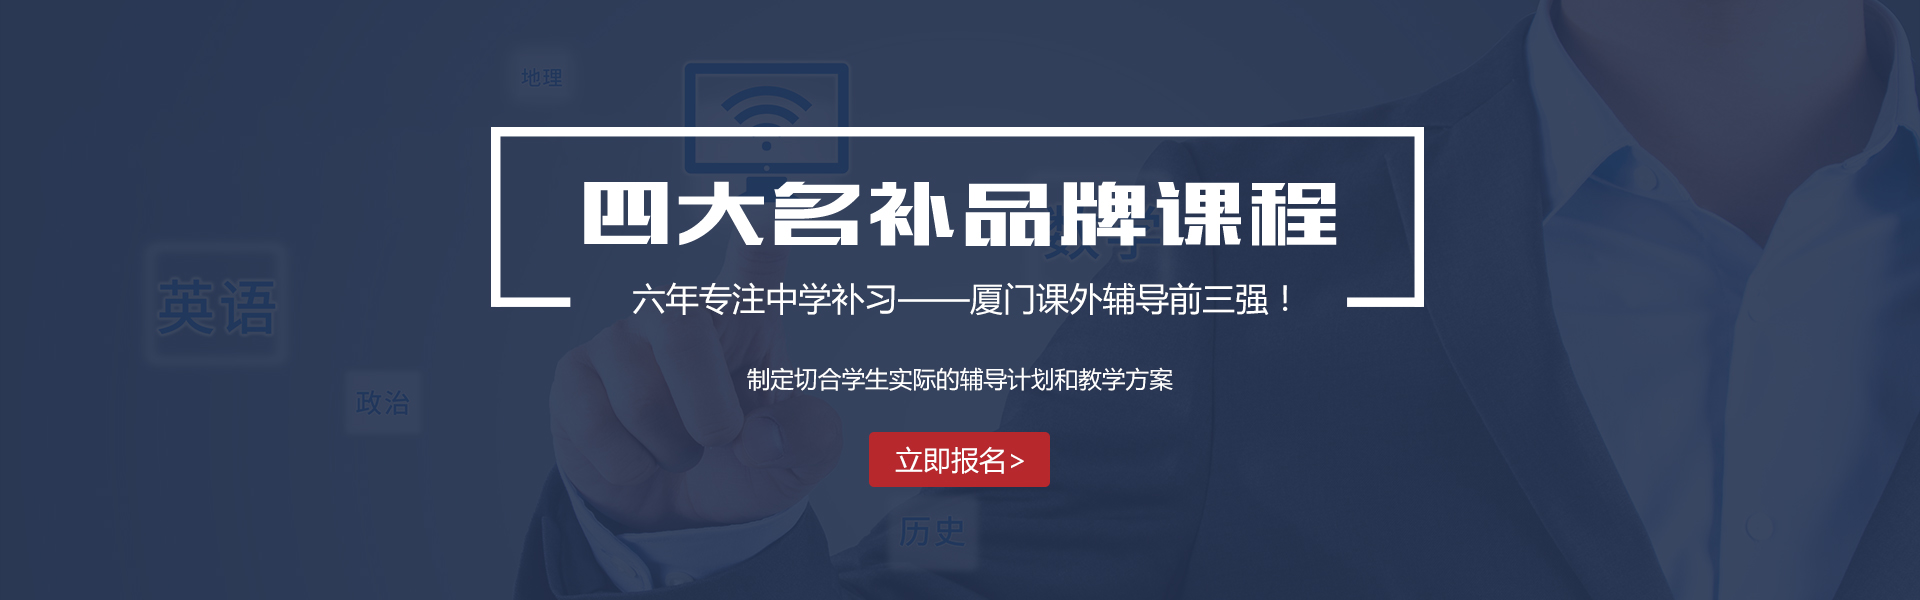 地理
四大名补品牌课程
数学
六年专注中学补习——厦门课外辅导前三强！
英语
制定切合学生实际的辅导计划和教学方案
政治
立即报名>
历史